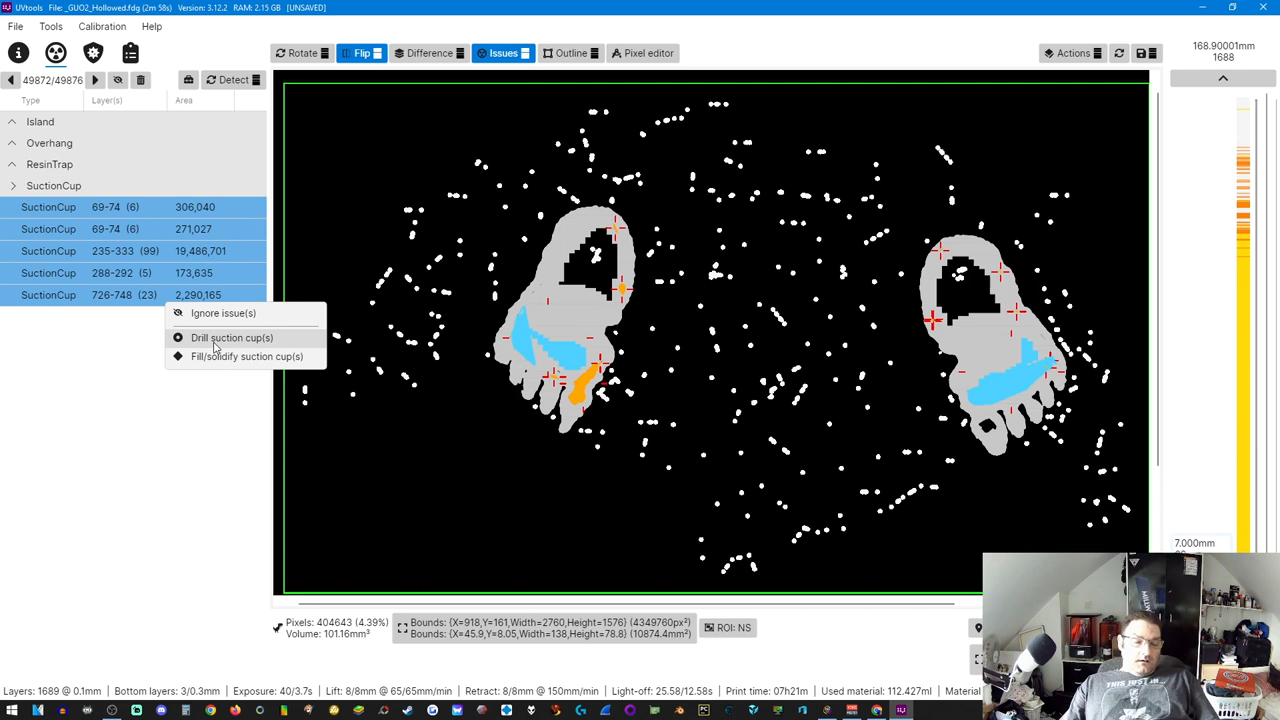 UVtools  File: _GUO2_Hollowed.fdg (2m 58s)  Version: 3.12.2  RAM: 2.15 GB  [UNSAVED]
File Tools Calibration Help
Rotate Flip Difference Issues Outline Pixel editor Actions
168.90001mm
1688
49872/49876 Detect
Type Layer(s) Area
Island
Overhang
ResinTrap
SuctionCup
SuctionCup 69-74 (6) 306,040
SuctionCup 69-74 (6) 271,027
SuctionCup 235-333 (99) 19,486,701
SuctionCup 288-292 (5) 173,635
SuctionCup 726-748 (23) 2,290,165
Ignore issue(s)
Drill suction cup(s)
Fill/solidify suction cup(s)
7.000mm
Pixels: 404643 (4.39%)
Volume: 101.16mm³
Bounds: {X=918,Y=161,Width=2760,Height=1576} (4349760px²)
Bounds: {X=45.9,Y=8.05,Width=138,Height=78.8} (10874.4mm²)
ROI: NS
Layers: 1689 @ 0.1mm | Bottom layers: 3/0.3mm | Exposure: 40/3.7s | Lift: 8/8mm @ 65/65mm/min | Retract: 8/8mm @ 150mm/min | Light-off: 25.58/12.58s | Print time: 07h21m | Used material: 112.427ml | Material
THIS JUST IN...